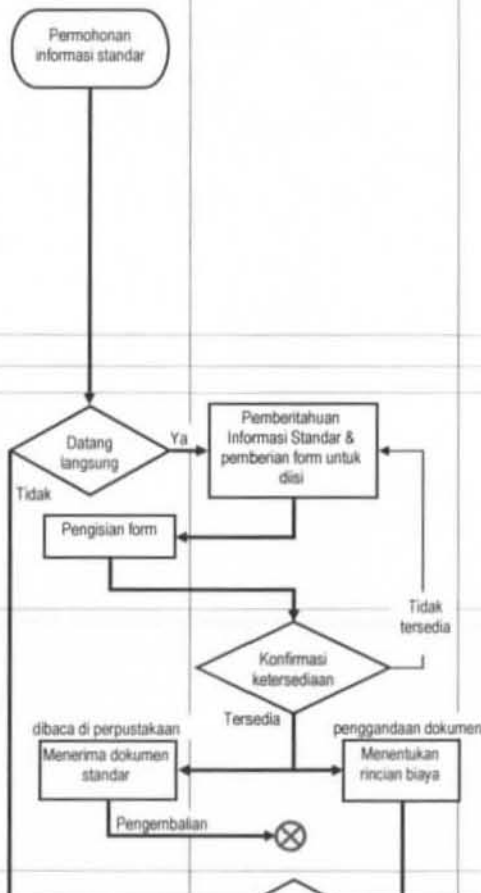 Permohonan
informasi standar
Datang
langsung
Ya
Tidak
Pemberitahuan
Informasi Standar &
pemberian form untuk
diisi
Pengisian form
Tidak
tersedia
Konfirmasi
ketersediaan
Tersedia
dibaca di perpustakaan
Menerima dokumen
standar
penggandaan dokumen
Menentukan
rincian biaya
Pengembalian